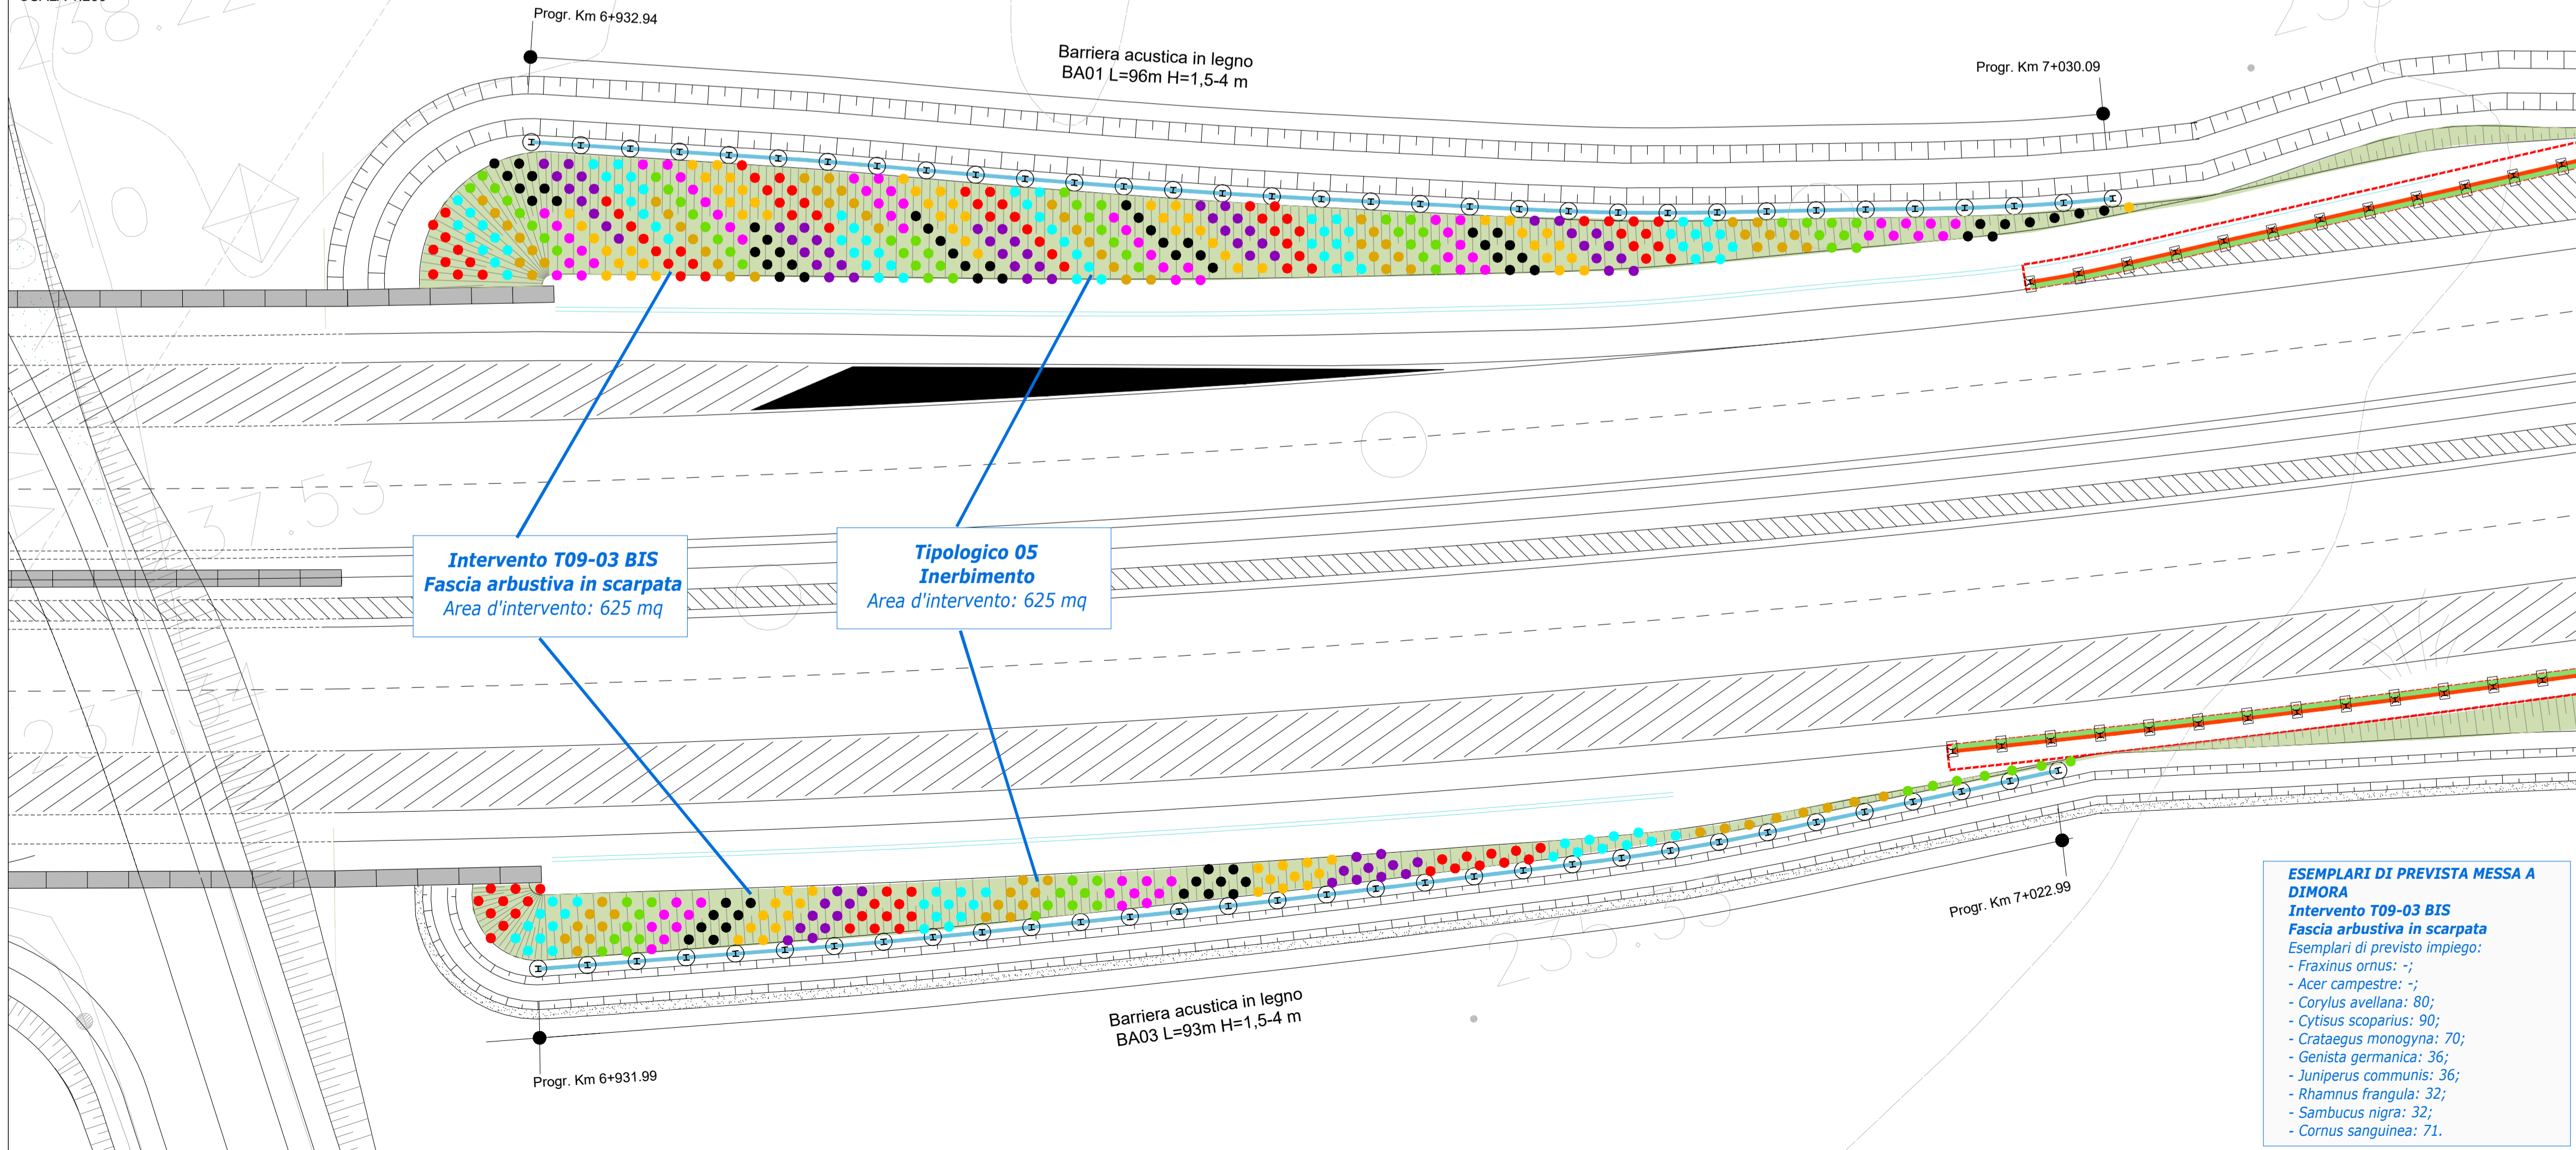 Progr. Km 6+932.94
Barriera acustica in legno
BA01 L=96m H=1,5-4 m
Progr. Km 7+030.09
Intervento T09-03 BIS
Fascia arbustiva in scarpata
Area d'intervento: 625 mq
Tipologico 05
Inerbimento
Area d'intervento: 625 mq
Progr. Km 7+022.99
Barriera acustica in legno
BA03 L=93m H=1,5-4 m
Progr. Km 6+931.99
ESEMPLARI DI PREVISTA MESSA A
DIMORA
Intervento T09-03 BIS
Fascia arbustiva in scarpata
Esemplari di previsto impiego:
- Fraxinus ornus: -;
- Acer campestre: -;
- Corylus avellana: 80;
- Cytisus scoparius: 90;
- Crataegus monogyna: 70;
- Genista germanica: 36;
- Juniperus communis: 36;
- Rhamnus frangula: 32;
- Sambucus nigra: 32;
- Cornus sanguinea: 71.